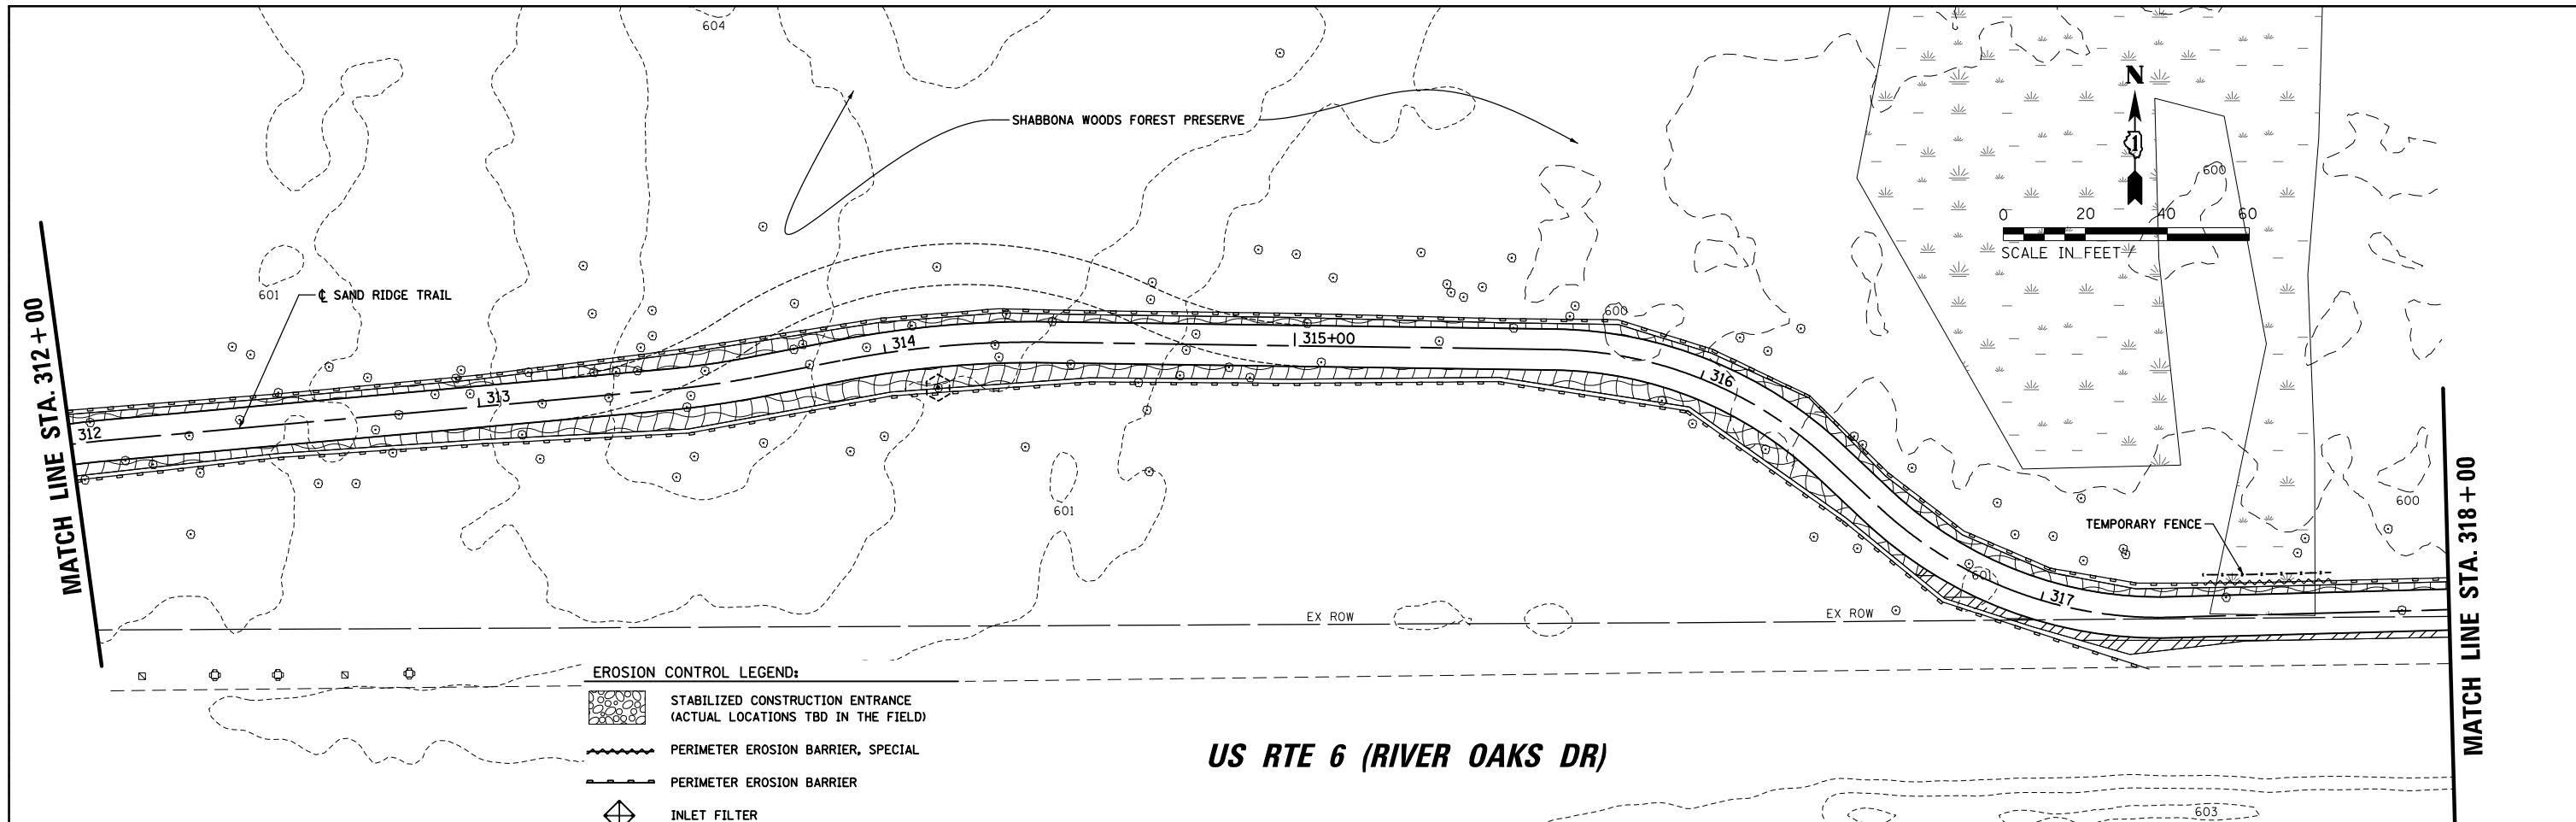 604
SHABBONA WOODS FOREST PRESERVE
N
1
600
0 20 40 60
SCALE IN FEET
MATCH LINE STA. 312+00
601
℄ SAND RIDGE TRAIL
600
312
313
314
315+00
316
317
601
601
600
TEMPORARY FENCE
MATCH LINE STA. 318+00
EX ROW
EX ROW
EROSION CONTROL LEGEND:
STABILIZED CONSTRUCTION ENTRANCE
(ACTUAL LOCATIONS TBD IN THE FIELD)
PERIMETER EROSION BARRIER, SPECIAL
PERIMETER EROSION BARRIER
INLET FILTER
US RTE 6 (RIVER OAKS DR)
603